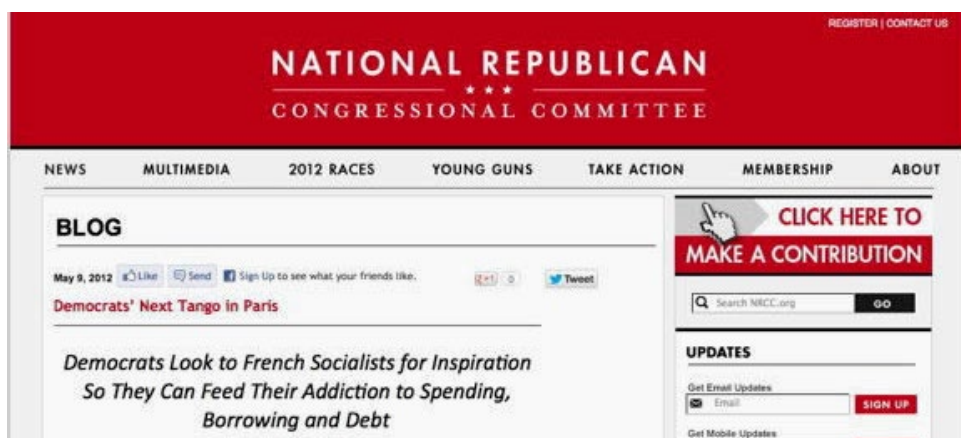 REGISTER | CONTACT US
NATIONAL REPUBLICAN
CONGRESSIONAL COMMITTEE
NEWS MULTIMEDIA 2012 RACES YOUNG GUNS TAKE ACTION MEMBERSHIP ABOUT
BLOG
May 9, 2012 Like Send Sign Up to see what your friends like. +1 0 Tweet
Democrats' Next Tango in Paris
Democrats Look to French Socialists for Inspiration
So They Can Feed Their Addiction to Spending,
Borrowing and Debt
CLICK HERE TO
MAKE A CONTRIBUTION
Search NRCC.org GO
UPDATES
Get Email Updates
Email SIGN UP
Get Mobile Updates